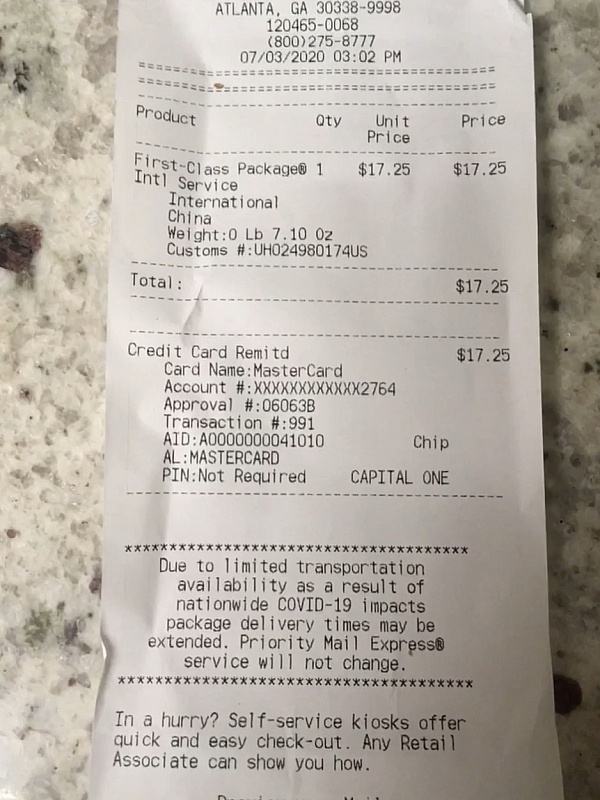 ATLANTA, GA 30338-9998
120465-0068
(800)275-8777
07/03/2020 03:02 PM
========================================
========================================
----------------------------------------
Product Qty Unit Price
Price
----------------------------------------
First-Class Package® 1 $17.25 $17.25
Intl Service
International
China
Weight:0 Lb 7.10 Oz
Customs #:UH024980174US
----------------------------------------
Total: $17.25
----------------------------------------
----------------------------------------
Credit Card Remitd $17.25
Card Name:MasterCard
Account #:XXXXXXXXXXXX2764
Approval #:06063B
Transaction #:991
AID:A0000000041010 Chip
AL:MASTERCARD
PIN:Not Required CAPITAL ONE
----------------------------------------
****************************************
Due to limited transportation
availability as a result of
nationwide COVID-19 impacts
package delivery times may be
extended. Priority Mail Express®
service will not change.
****************************************
In a hurry? Self-service kiosks offer
quick and easy check-out. Any Retail
Associate can show you how.